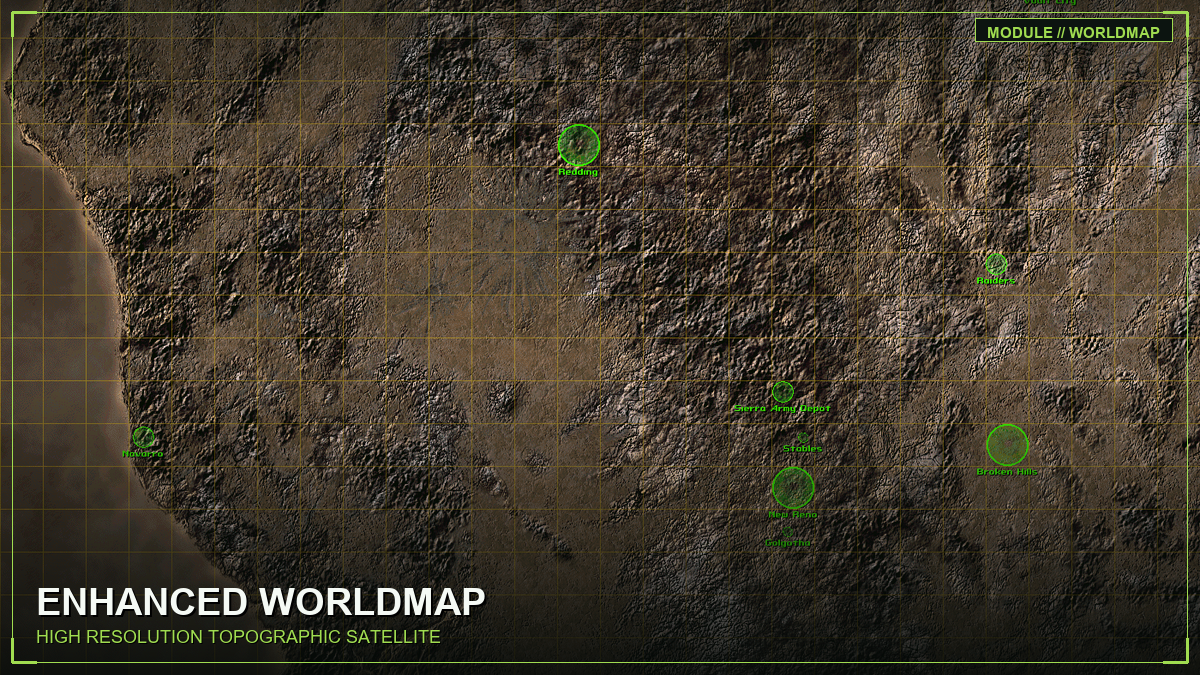 MODULE // WORLDMAP
Redding
Raiders
Sierra Army Depot
Stables
Navarro
Broken Hills
New Reno
Golgotha
ENHANCED WORLDMAP
HIGH RESOLUTION TOPOGRAPHIC SATELLITE